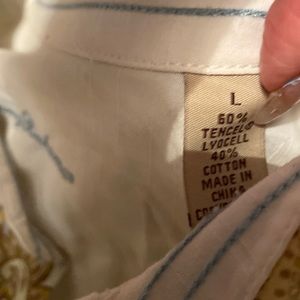 L
60%
TENCEL®
LYOCELL
40%
COTTON
MADE IN
CHINA